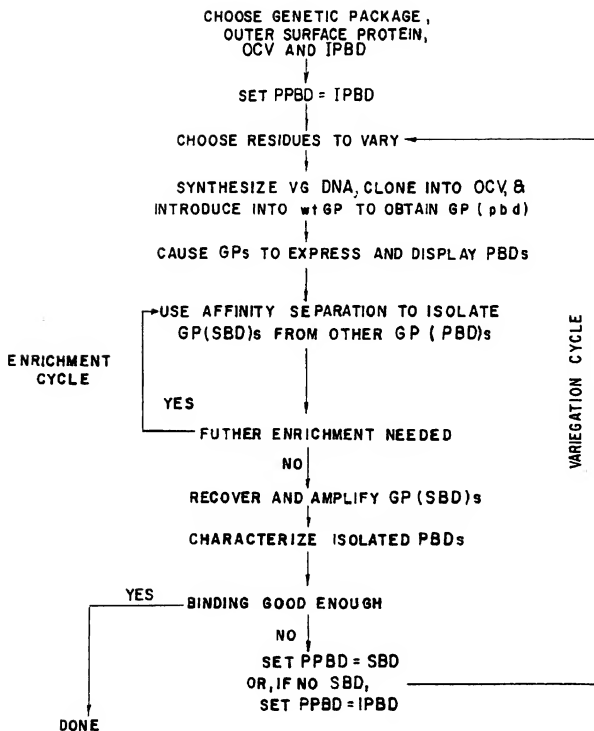 CHOOSE GENETIC PACKAGE,
OUTER SURFACE PROTEIN,
OCV AND IPBD
SET PPBD = IPBD
CHOOSE RESIDUES TO VARY
SYNTHESIZE VG DNA, CLONE INTO OCV, &
INTRODUCE INTO wtGP TO OBTAIN GP (pbd)
CAUSE GPs TO EXPRESS AND DISPLAY PBDs
USE AFFINITY SEPARATION TO ISOLATE
GP(SBD)s FROM OTHER GP (PBD)s
ENRICHMENT
CYCLE
YES
FUTHER ENRICHMENT NEEDED
NO
RECOVER AND AMPLIFY GP (SBD)s
CHARACTERIZE ISOLATED PBDs
YES
BINDING GOOD ENOUGH
NO
SET PPBD = SBD
OR, IF NO SBD,
SET PPBD = IPBD
DONE
VARIEGATION CYCLE